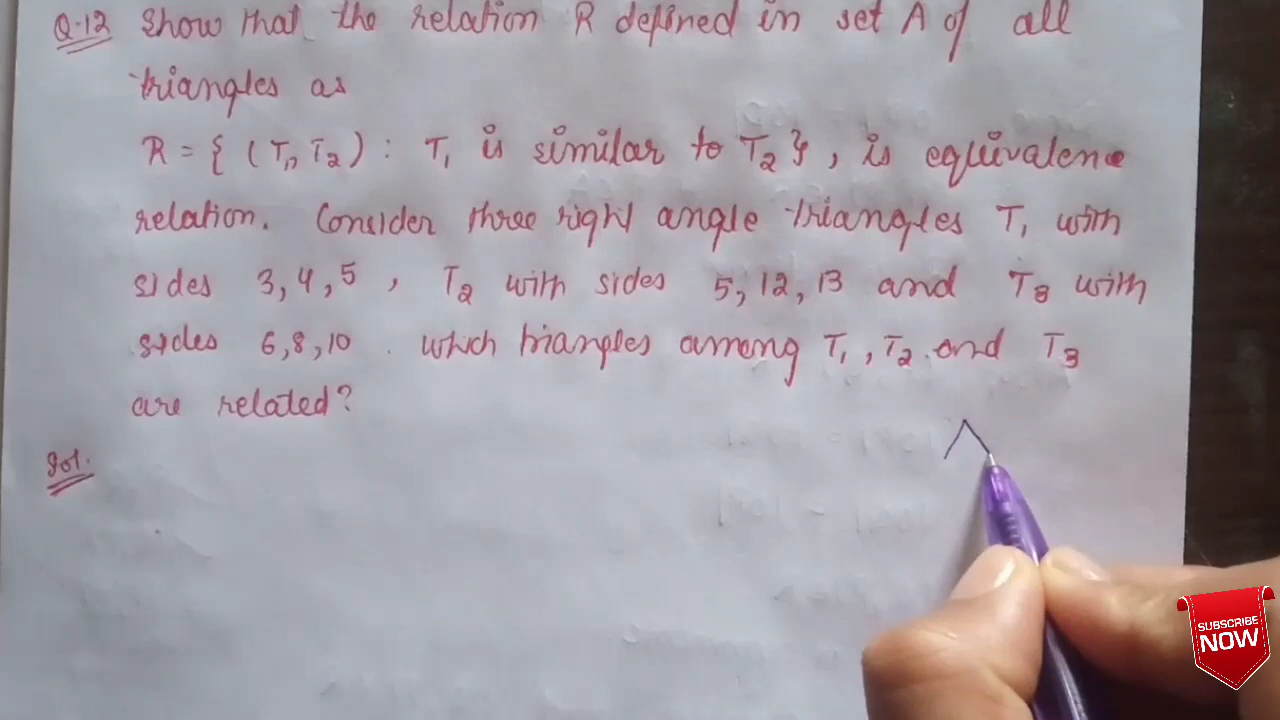 Q-12 Show that the relation R defined in set A of all
triangles as
R = { (T1, T2) : T1 is similar to T2 }, is equivalene
relation. Consider three right angle triangles T1 with
sides 3, 4, 5 , T2 with sides 5, 12, 13 and T3 with
sides 6, 8, 10 . which triangles among T1, T2 and T3
are related?
Sol.
SUBSCRIBE
NOW